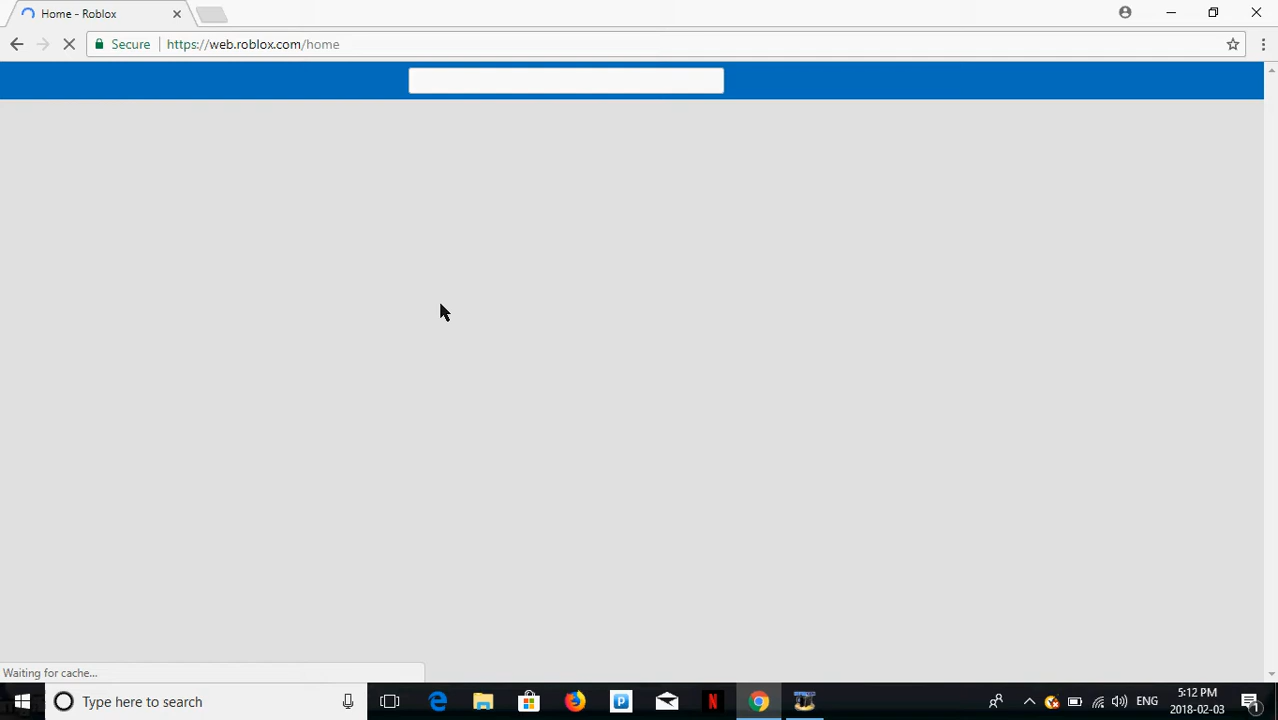 Home - Roblox
Secure
https://web.roblox.com/home
Waiting for cache...
Type here to search
P
N
ENG
5:12 PM
2018-02-03
1